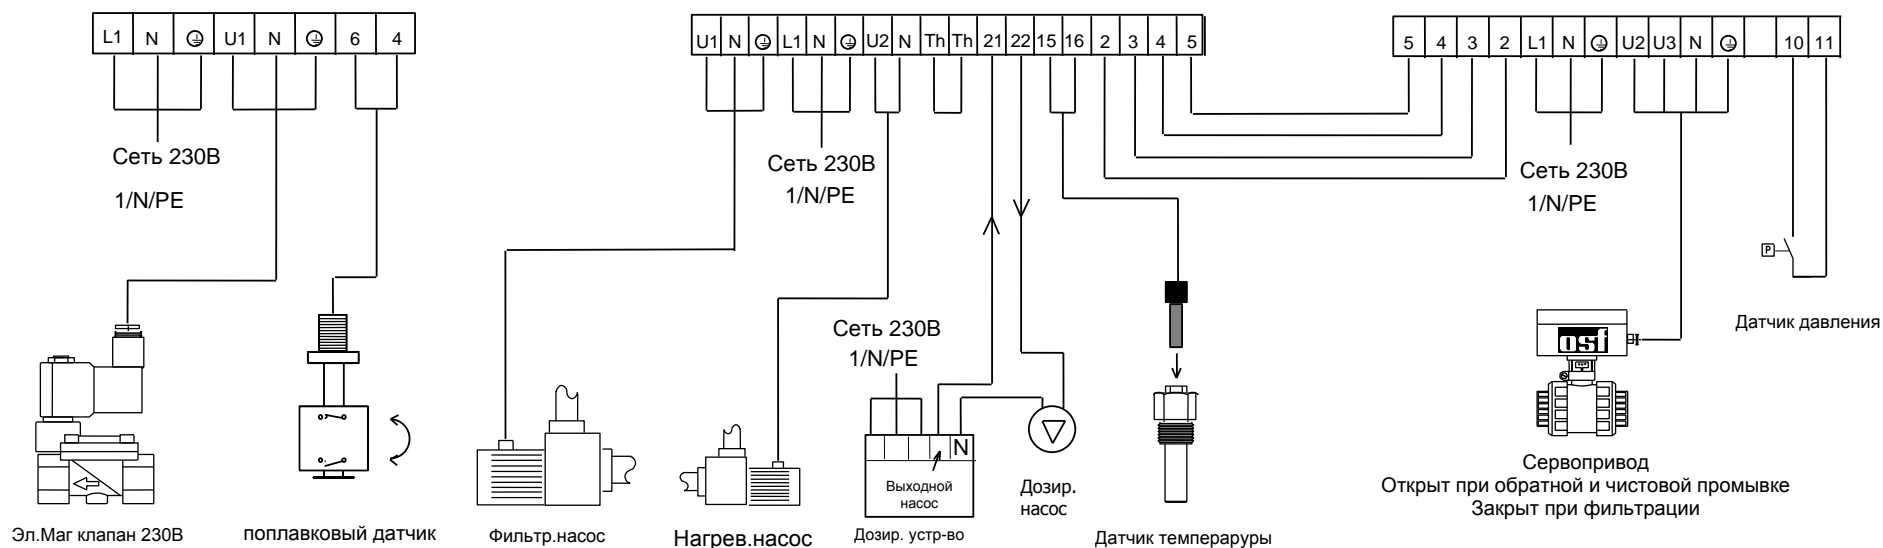 L1 N U1 N 6 4
U1 N L1 N U2 N Th Th 21 22 15 16 2 3 4 5
5 4 3 2 L1 N U2 U3 N 10 11
Сеть 230В
1/N/PE
Сеть 230В
1/N/PE
Сеть 230В
1/N/PE
P
Датчик давления
Сеть 230В
1/N/PE
osf
N
Выходной
насос
Дозир.
насос
Сервопривод
Открыт при обратной и чистовой промывке
Закрыт при фильтрации
Эл.Маг клапан 230В
поплавковый датчик
Фильтр.насос
Нагрев.насос
Дозир. устр-во
Датчик темперaруры